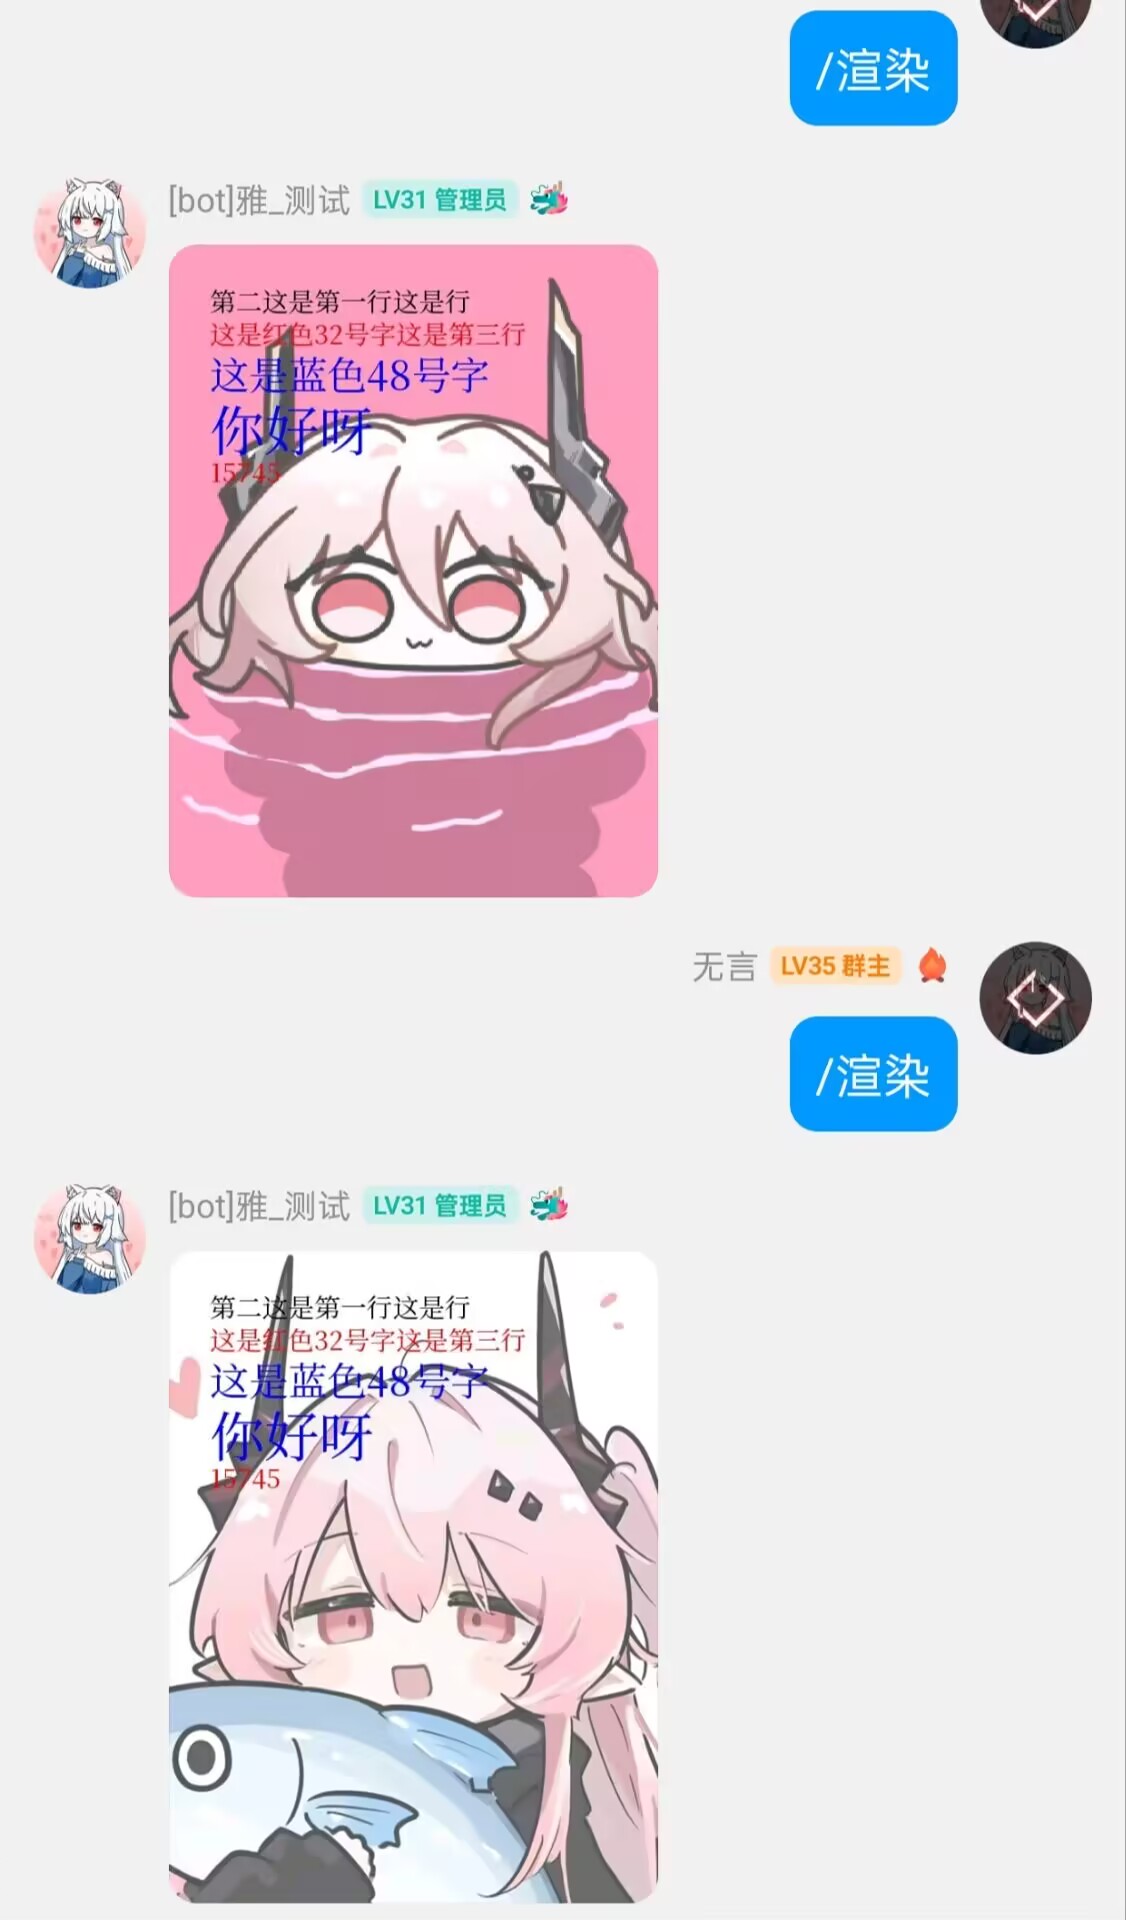 /渲染
[bot]雅_测试 LV31 管理员
第二这是第一行这是行
这是红色32号字这是第三行
这是蓝色48号字
你好呀
15745
无言 LV35 群主
/渲染
[bot]雅_测试 LV31 管理员
第二这是第一行这是行
这是红色32号字这是第三行
这是蓝色48号字
你好呀
15745